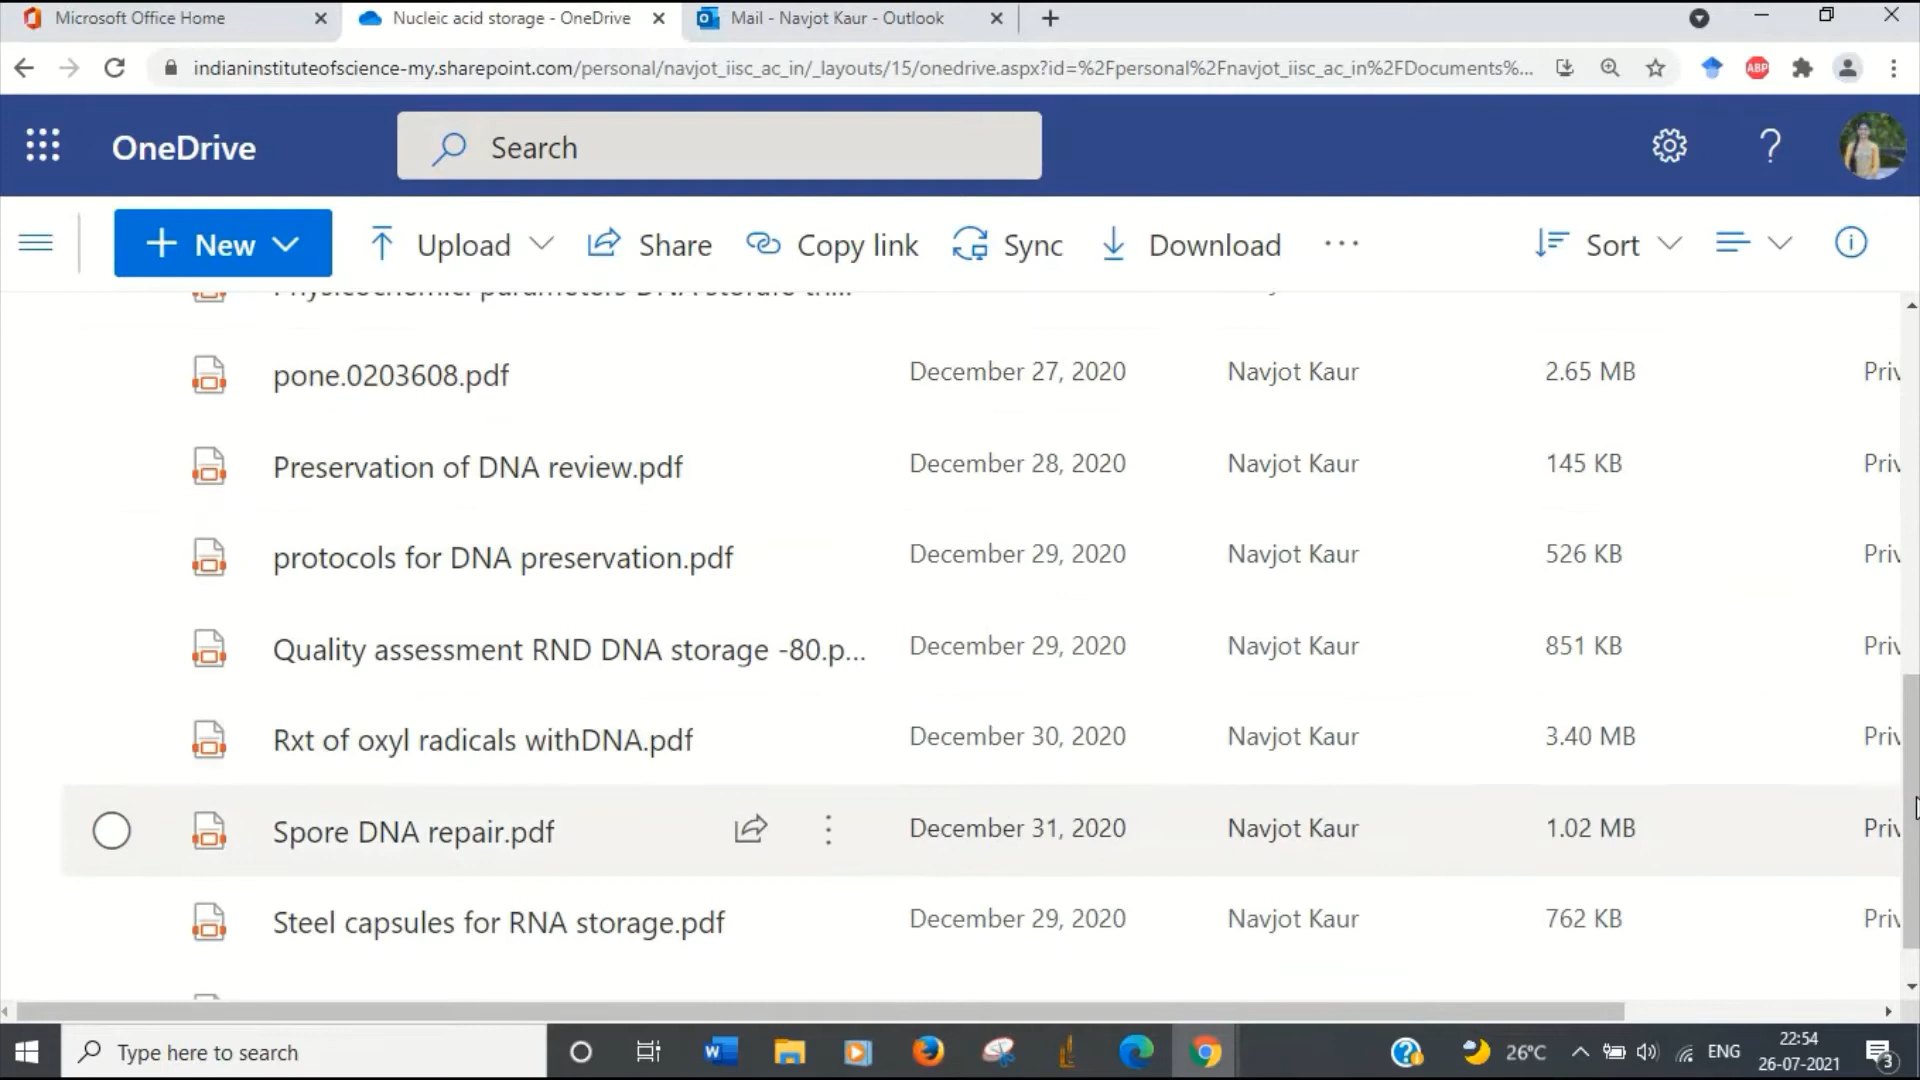 Microsoft Office Home
Nucleic acid storage - OneDrive
Mail - Navjot Kaur - Outlook
indianinstituteofscience-my.sharepoint.com/personal/navjot_iisc_ac_in/_layouts/15/onedrive.aspx?id=%2Fpersonal%2Fnavjot_iisc_ac_in%2FDocuments%...
ABP
OneDrive
Search
?
New
Upload
Share
Copy link
Sync
Download
Sort
pone.0203608.pdf December 27, 2020 Navjot Kaur 2.65 MB Priv
Preservation of DNA review.pdf December 28, 2020 Navjot Kaur 145 KB Priv
protocols for DNA preservation.pdf December 29, 2020 Navjot Kaur 526 KB Priv
Quality assessment RND DNA storage -80.p... December 29, 2020 Navjot Kaur 851 KB Priv
Rxt of oxyl radicals withDNA.pdf December 30, 2020 Navjot Kaur 3.40 MB Priv
Spore DNA repair.pdf December 31, 2020 Navjot Kaur 1.02 MB Priv
Steel capsules for RNA storage.pdf December 29, 2020 Navjot Kaur 762 KB Priv
Type here to search
26°C
ENG
22:54
26-07-2021
3